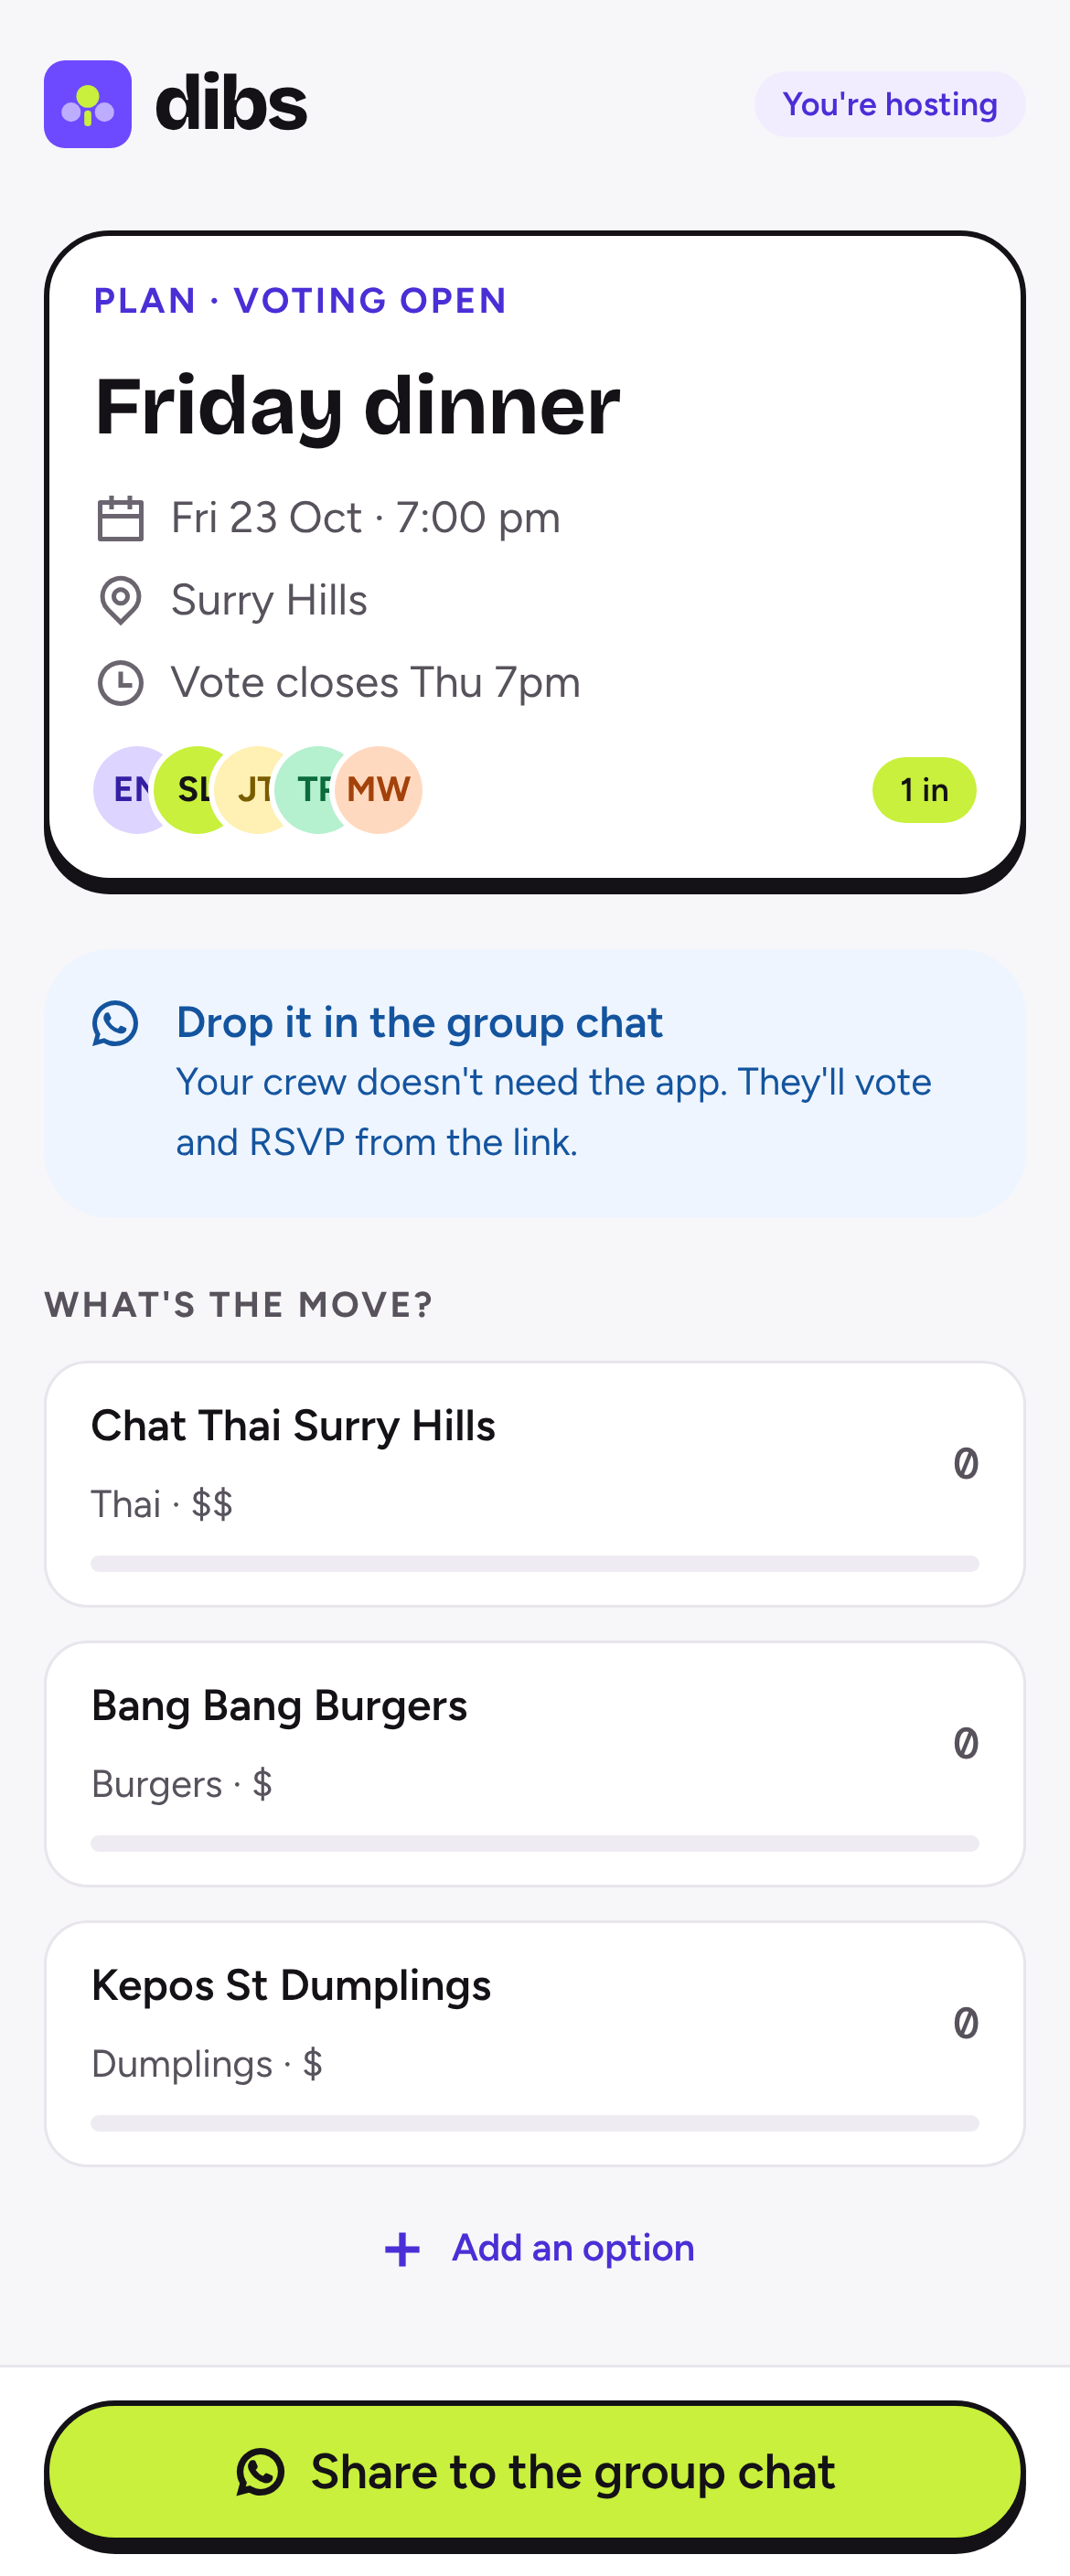 dibs
You're hosting
PLAN · VOTING OPEN
Friday dinner
Fri 23 Oct · 7:00 pm
Surry Hills
Vote closes Thu 7pm
MW
1 in
Drop it in the group chat
Your crew doesn't need the app. They'll vote
and RSVP from the link.
WHAT'S THE MOVE?
Chat Thai Surry Hills
0
Thai · $$
Bang Bang Burgers
0
Burgers · $
Kepos St Dumplings
0
Dumplings · $
+ Add an option
Share to the group chat